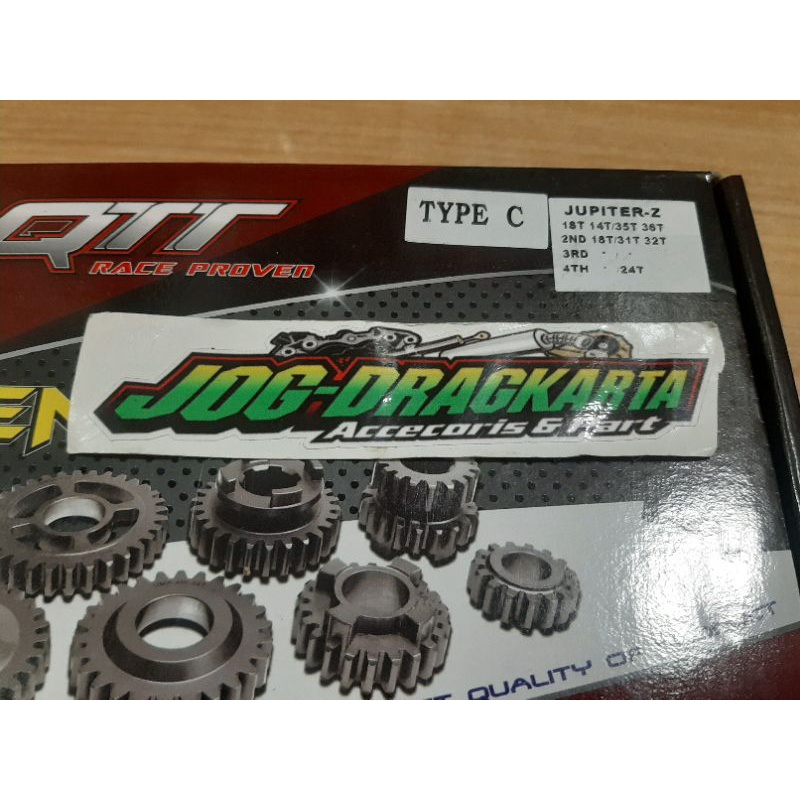 QTT
RACE PROVEN
TYPE C
JUPITER-Z
1ST 14T/35T 36T
2ND 18T/31T 32T
3RD
4TH 24T
JOG-DRAGKARTA
Accecoris & Part
QUALITY